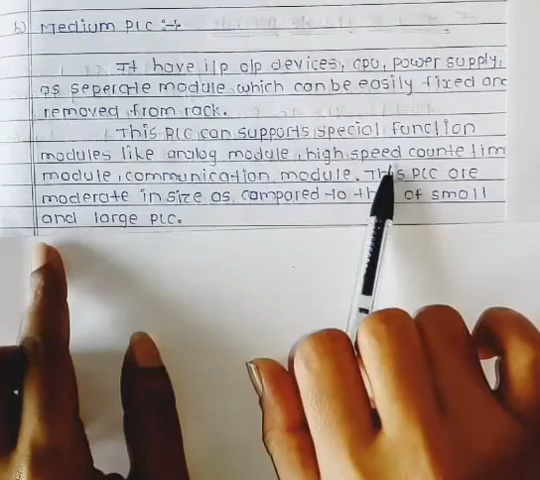 b) Medium PLC :-
It have i/p o/p devices, cpu, power supply,
as seperate module which can be easily fixed and
removed from rack.
This PLC can supports special function
modules like analog module, high speed counte tim
module, communication module. This PLC are
moderate in size as compared to of small
and large PLC.